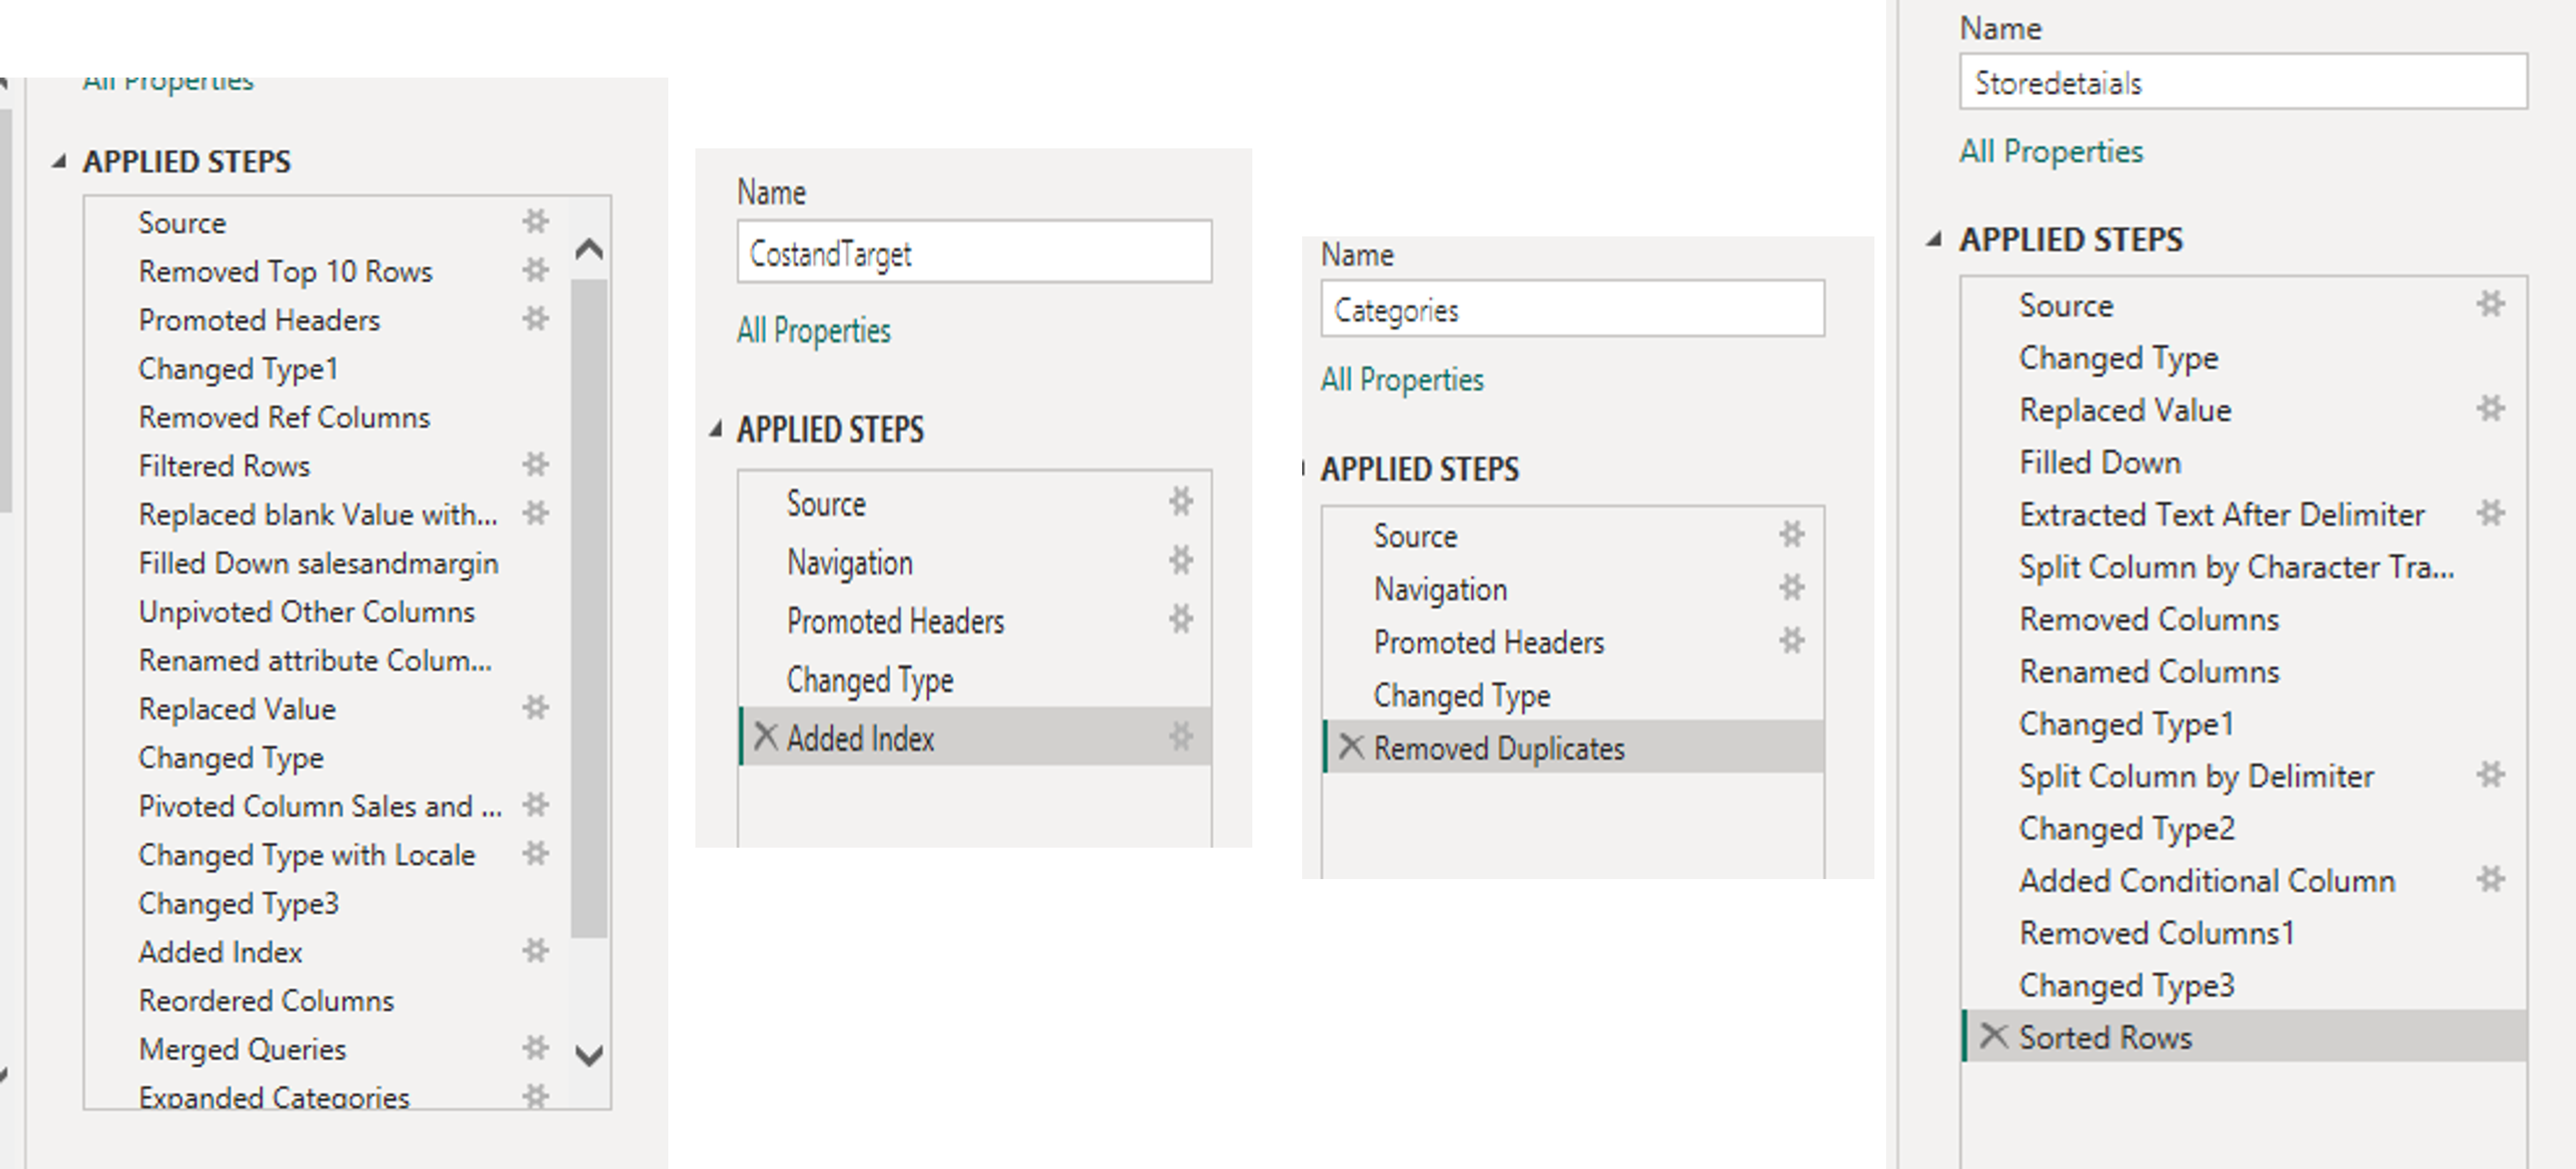 All Properties
APPLIED STEPS
Source
Removed Top 10 Rows
Promoted Headers
Changed Type1
Removed Ref Columns
Filtered Rows
Replaced blank Value with...
Filled Down salesandmargin
Unpivoted Other Columns
Renamed attribute Colum...
Replaced Value
Changed Type
Pivoted Column Sales and ...
Changed Type with Locale
Changed Type3
Added Index
Reordered Columns
Merged Queries
Expanded Categories
Name
CostandTarget
All Properties
APPLIED STEPS
Source
Navigation
Promoted Headers
Changed Type
Added Index
Name
Categories
All Properties
APPLIED STEPS
Source
Navigation
Promoted Headers
Changed Type
Removed Duplicates
Name
Storedetaials
All Properties
APPLIED STEPS
Source
Changed Type
Replaced Value
Filled Down
Extracted Text After Delimiter
Split Column by Character Tra...
Removed Columns
Renamed Columns
Changed Type1
Split Column by Delimiter
Changed Type2
Added Conditional Column
Removed Columns1
Changed Type3
Sorted Rows